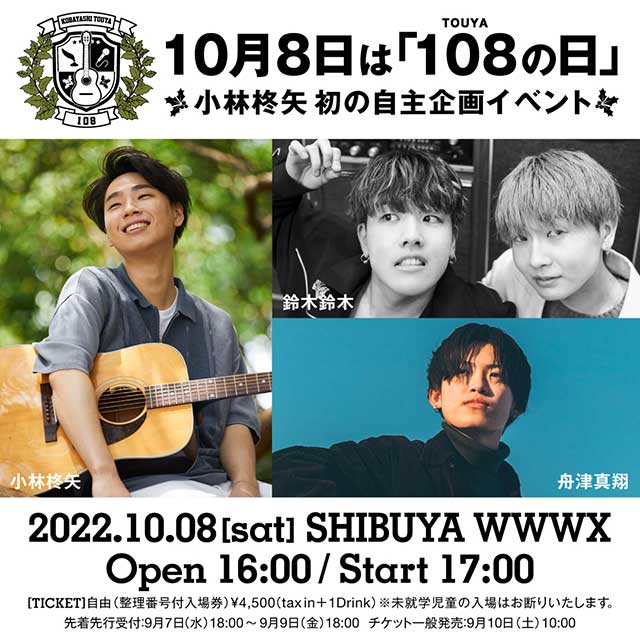 KOBAYASHI TOUYA
108
TOUYA
10月8日は「108の日」
小林柊矢 初の自主企画イベント
鈴木鈴木
小林柊矢
舟津真翔
2022.10.08[sat] SHIBUYA WWWX
Open 16:00 / Start 17:00
[TICKET]自由（整理番号付入場券）¥4,500（tax in＋1Drink）※未就学児童の入場はお断りいたします。
先着先行受付:9月7日（水）18:00〜9月9日（金）18:00 チケット一般発売:9月10日（土）10:00